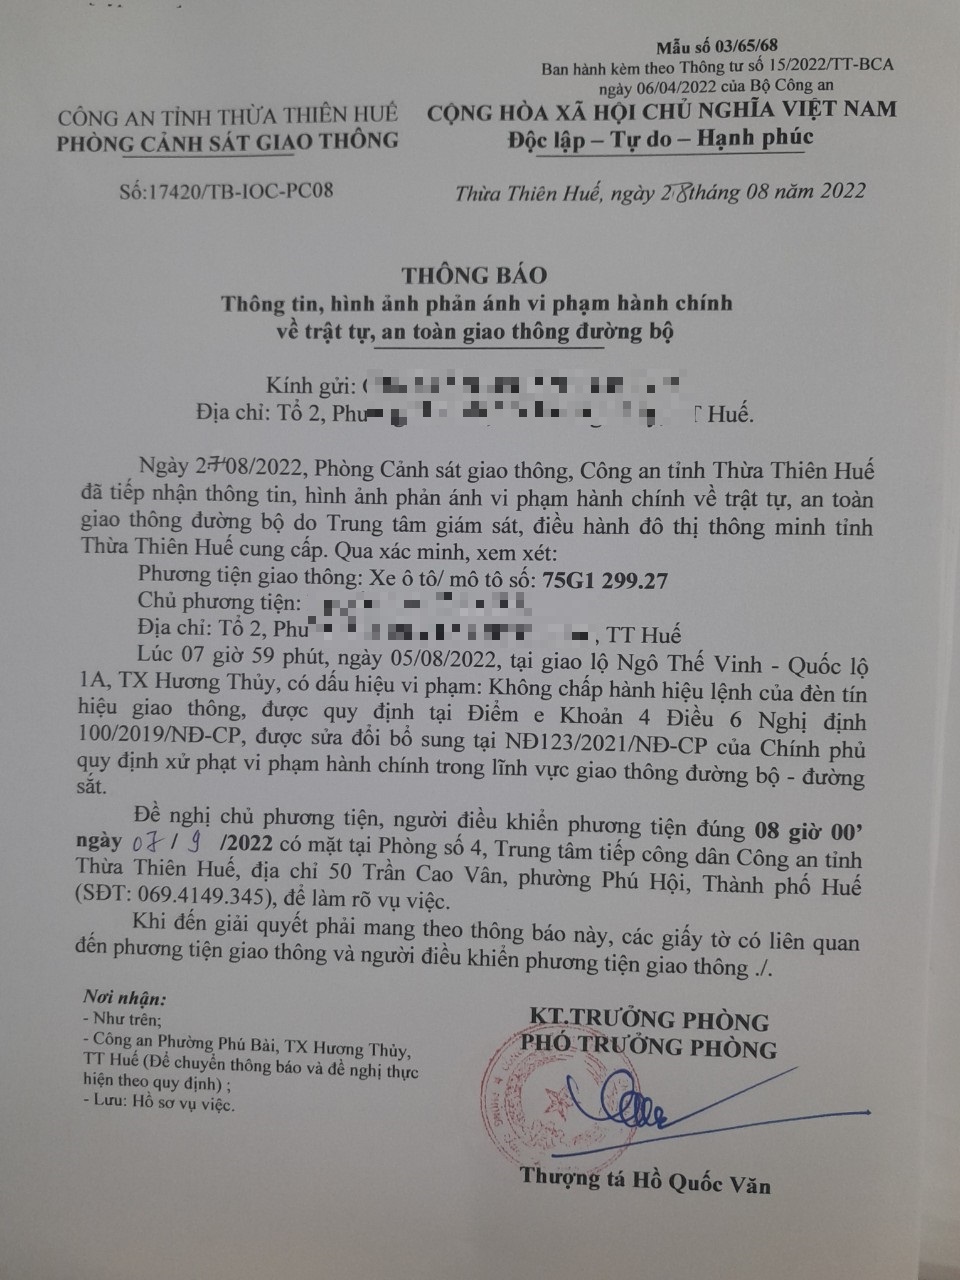 Mẫu số 03/65/68
Ban hành kèm theo Thông tư số 15/2022/TT-BCA
ngày 06/04/2022 của Bộ Công an
CÔNG AN TỈNH THỪA THIÊN HUẾ
PHÒNG CẢNH SÁT GIAO THÔNG
CỘNG HÒA XÃ HỘI CHỦ NGHĨA VIỆT NAM
Độc lập – Tự do – Hạnh phúc
Số:17420/TB-IOC-PC08
Thừa Thiên Huế, ngày 28 tháng 08 năm 2022
THÔNG BÁO
Thông tin, hình ảnh phản ánh vi phạm hành chính
về trật tự, an toàn giao thông đường bộ
Kính gửi:
Địa chỉ: Tổ 2, TT Huế.
Ngày 27/08/2022, Phòng Cảnh sát giao thông, Công an tỉnh Thừa Thiên Huế
đã tiếp nhận thông tin, hình ảnh phản ánh vi phạm hành chính về trật tự, an toàn
giao thông đường bộ do Trung tâm giám sát, điều hành đô thị thông minh tỉnh
Thừa Thiên Huế cung cấp. Qua xác minh, xem xét:
Phương tiện giao thông: Xe ô tô/ mô tô số: 75G1 299.27
Chủ phương tiện:
Địa chỉ: Tổ 2, , TT Huế
Lúc 07 giờ 59 phút, ngày 05/08/2022, tại giao lộ Ngô Thế Vinh - Quốc lộ
1A, TX Hương Thủy, có dấu hiệu vi phạm: Không chấp hành hiệu lệnh của đèn tín
hiệu giao thông, được quy định tại Điểm e Khoản 4 Điều 6 Nghị định
100/2019/NĐ-CP, được sửa đổi bổ sung tại NĐ123/2021/NĐ-CP của Chính phủ
quy định xử phạt vi phạm hành chính trong lĩnh vực giao thông đường bộ - đường
sắt.
Đề nghị chủ phương tiện, người điều khiển phương tiện đúng 08 giờ 00’
ngày 07 / 9 /2022 có mặt tại Phòng số 4, Trung tâm tiếp công dân Công an tỉnh
Thừa Thiên Huế, địa chỉ 50 Trần Cao Vân, phường Phú Hội, Thành phố Huế
(SĐT: 069.4149.345), để làm rõ vụ việc.
Khi đến giải quyết phải mang theo thông báo này, các giấy tờ có liên quan
đến phương tiện giao thông và người điều khiển phương tiện giao thông ./.
Nơi nhận:
- Như trên;
- Công an Phường Phú Bài, TX Hương Thủy,
TT Huế (Để chuyển thông báo và đề nghị thực
hiện theo quy định) ;
- Lưu: Hồ sơ vụ việc.
KT.TRƯỞNG PHÒNG
PHÓ TRƯỞNG PHÒNG
Thượng tá Hồ Quốc Văn